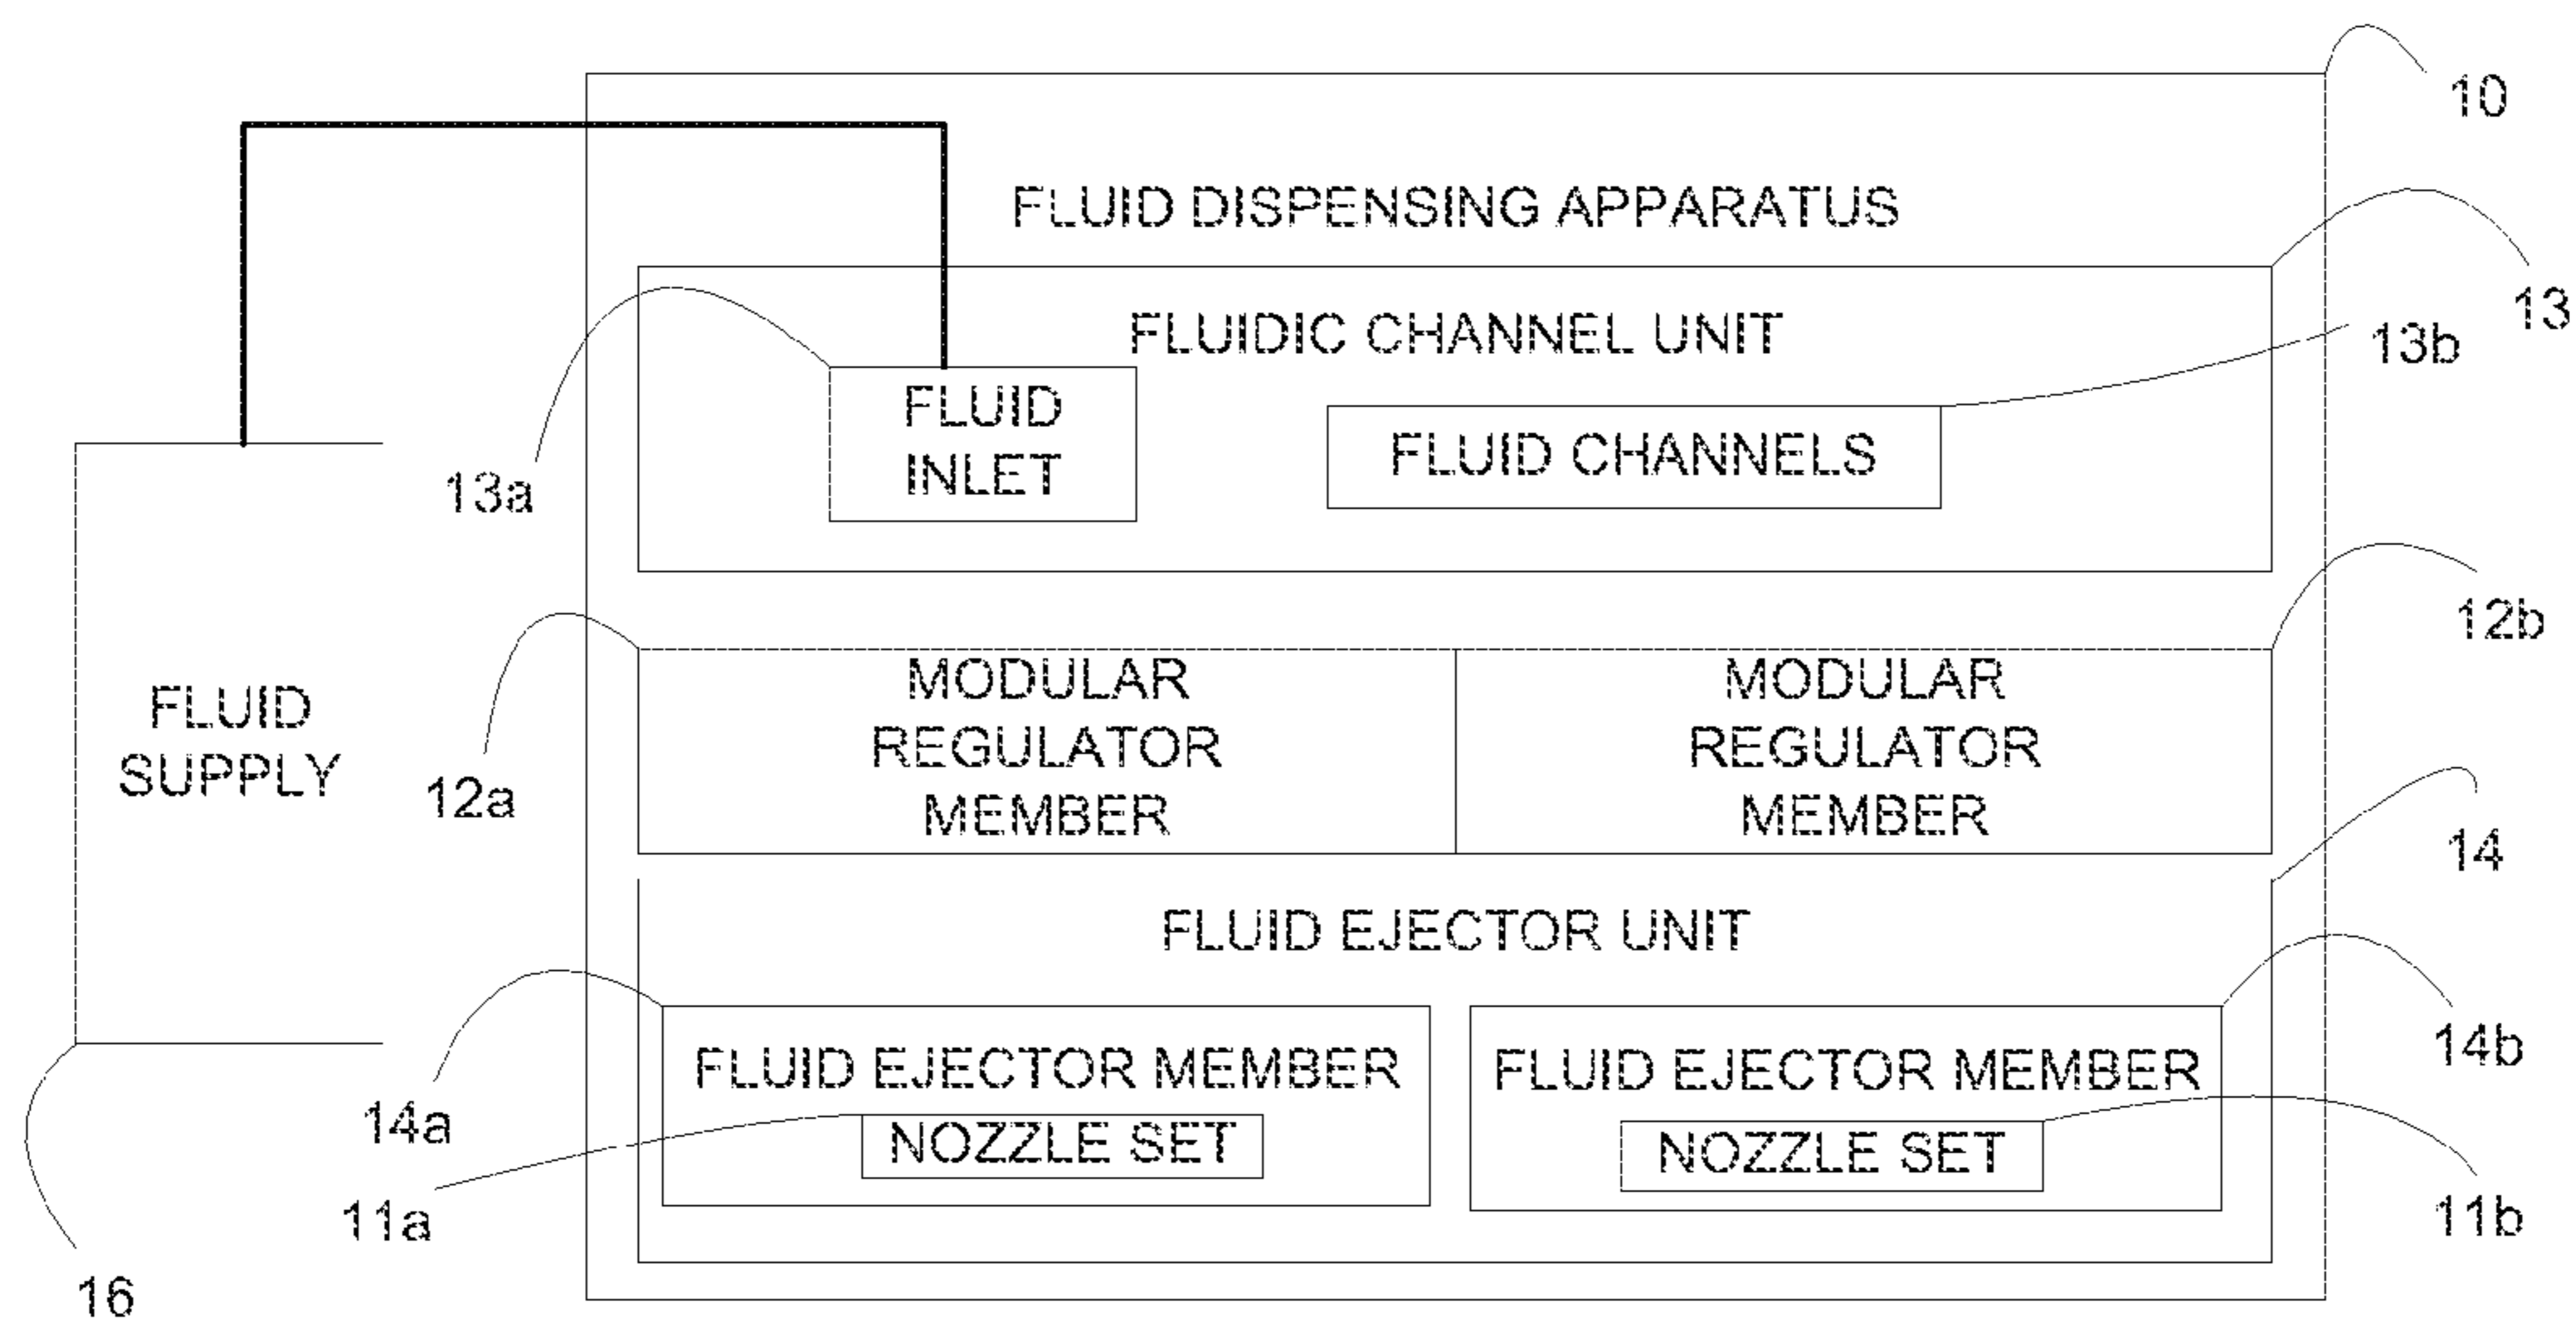 10
FLUID DISPENSING APPARATUS
13
FLUIDIC CHANNEL UNIT
13b
FLUID
INLET
FLUID CHANNELS
13a
12b
MODULAR
REGULATOR
MEMBER
MODULAR
REGULATOR
MEMBER
FLUID
SUPPLY
12a
14
FLUID EJECTOR UNIT
14b
FLUID EJECTOR MEMBER
FLUID EJECTOR MEMBER
14a
NOZZLE SET
NOZZLE SET
11a
11b
16